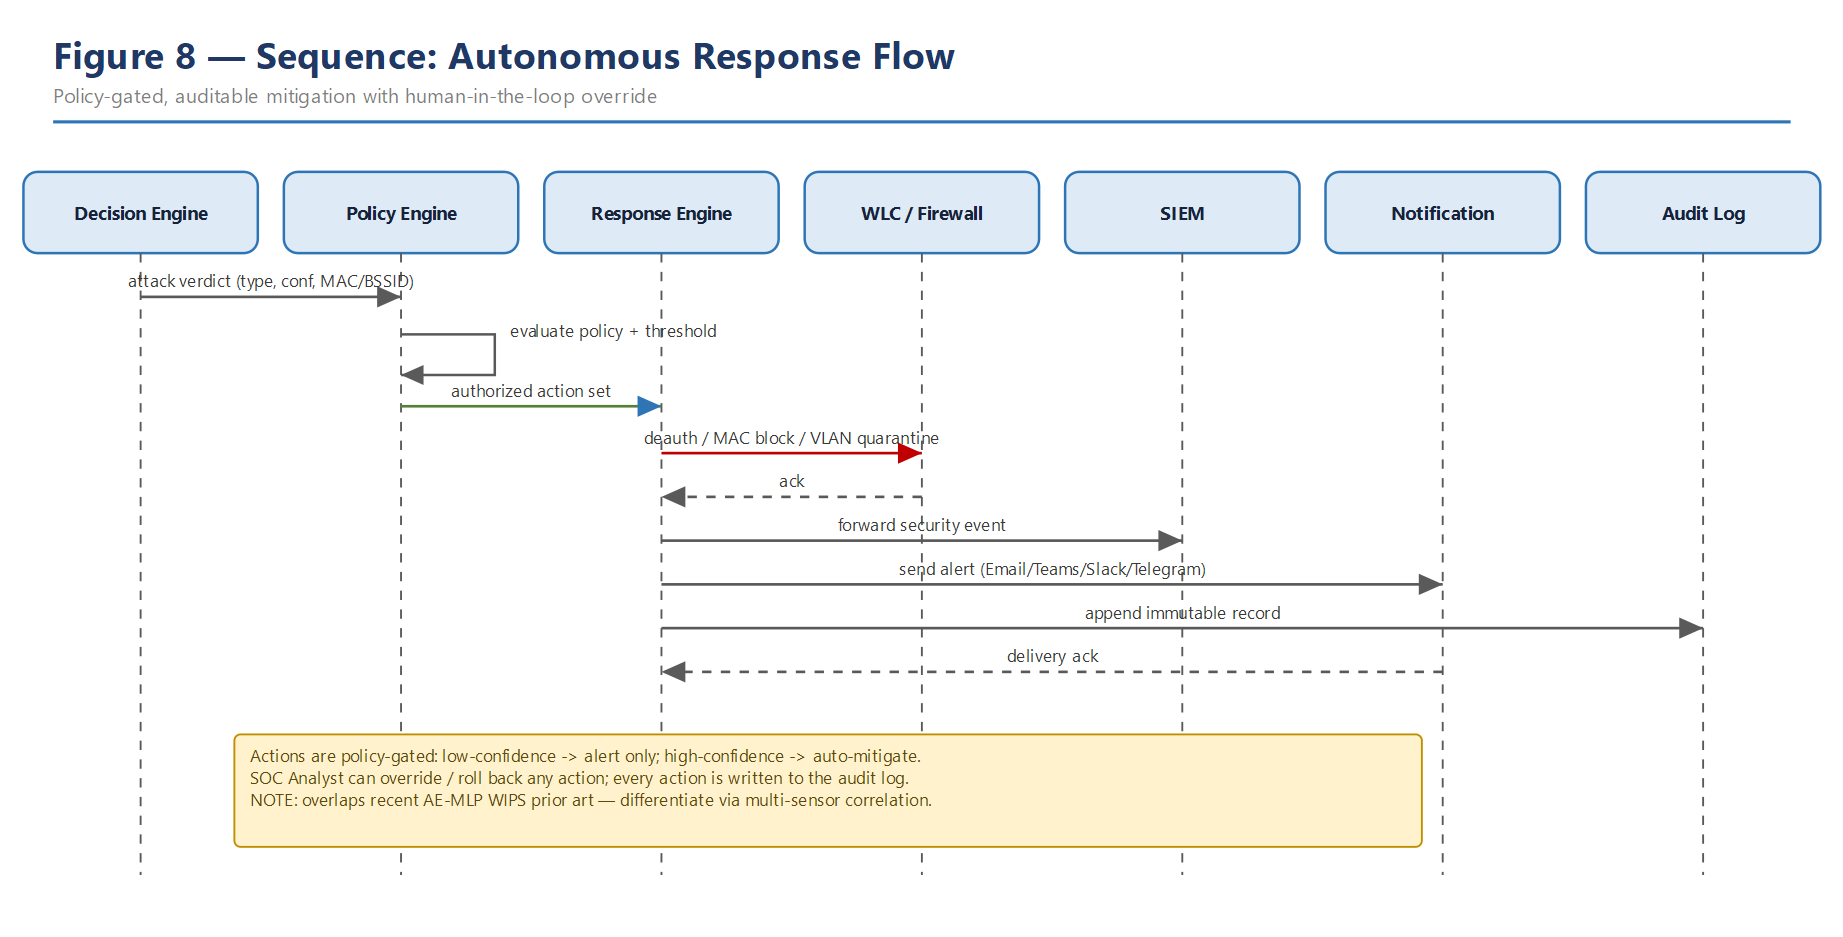 Figure 8 — Sequence: Autonomous Response Flow
Policy-gated, auditable mitigation with human-in-the-loop override
Decision Engine
Policy Engine
Response Engine
WLC / Firewall
SIEM
Notification
Audit Log
attack verdict (type, conf, MAC/BSSID)
evaluate policy + threshold
authorized action set
deauth / MAC block / VLAN quarantine
ack
forward security event
send alert (Email/Teams/Slack/Telegram)
append immutable record
delivery ack
Actions are policy-gated: low-confidence -> alert only; high-confidence -> auto-mitigate.
SOC Analyst can override / roll back any action; every action is written to the audit log.
NOTE: overlaps recent AE-MLP WIPS prior art — differentiate via multi-sensor correlation.